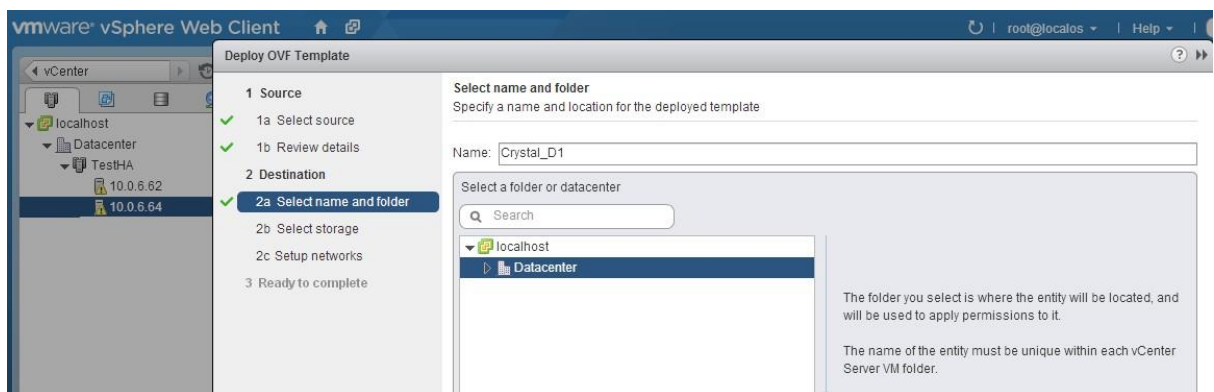 vmware® vSphere Web Client
root@localos
Help
vCenter
localhost
Datacenter
TestHA
10.0.6.62
10.0.6.64
Deploy OVF Template
1 Source
1a Select source
1b Review details
2 Destination
2a Select name and folder
2b Select storage
2c Setup networks
3 Ready to complete
Select name and folder
Specify a name and location for the deployed template
Name: Crystal_D1
Select a folder or datacenter
Search
localhost
Datacenter
The folder you select is where the entity will be located, and
will be used to apply permissions to it.
The name of the entity must be unique within each vCenter
Server VM folder.